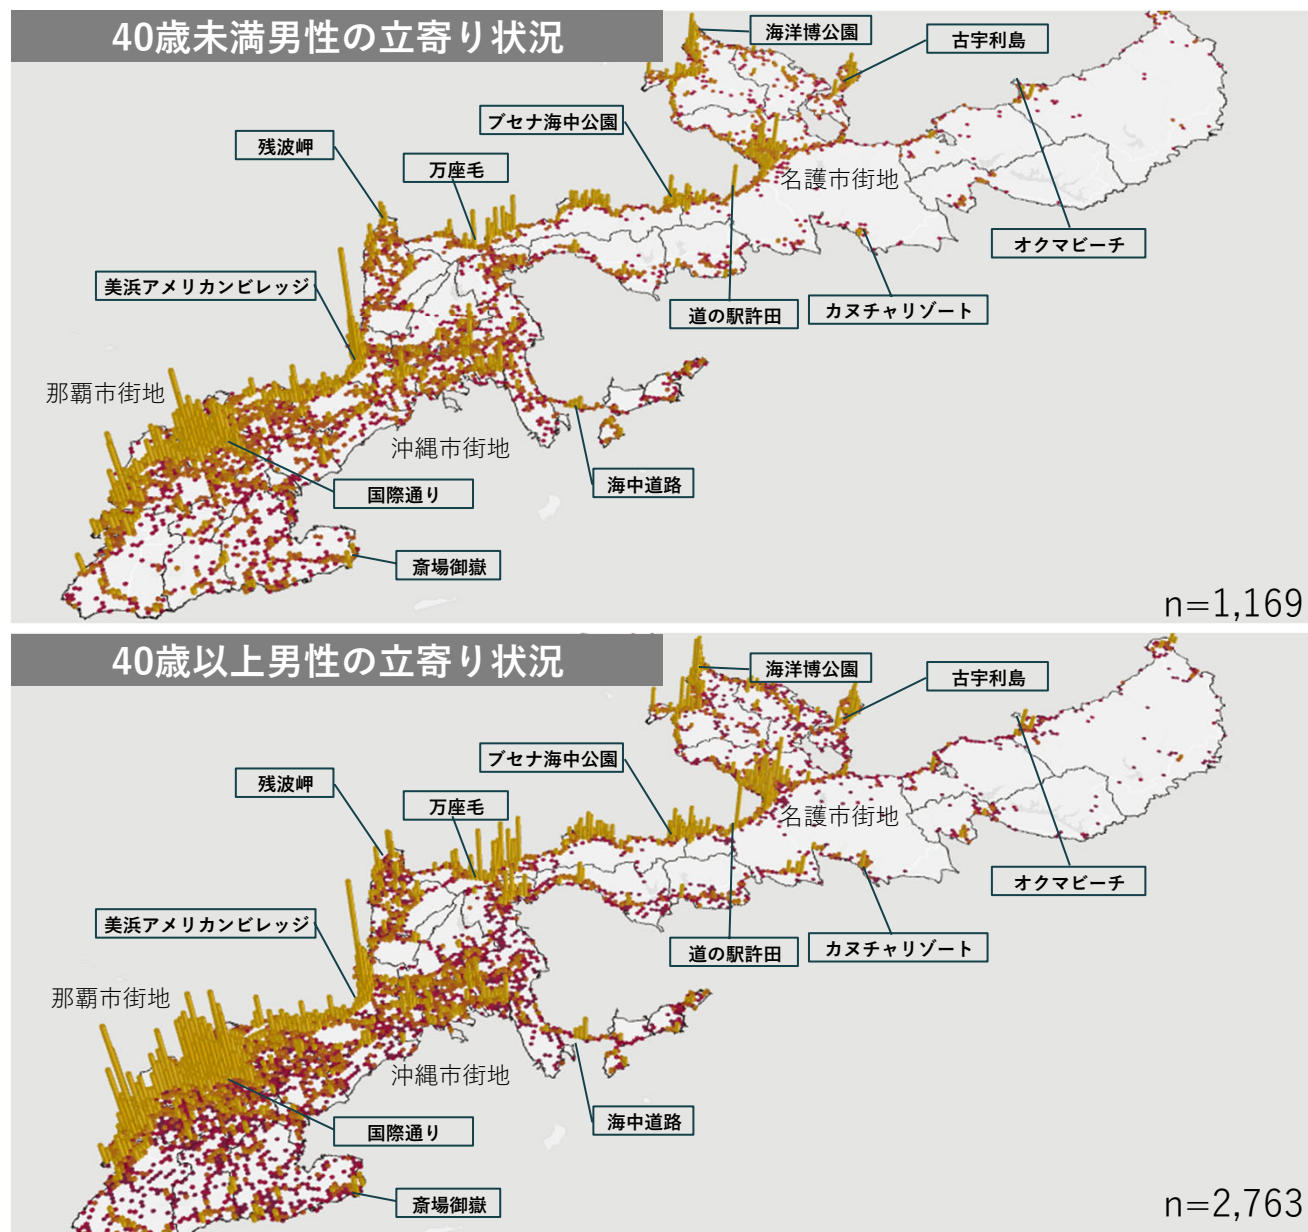 40歳未満男性の立寄り状況
海洋博公園
古宇利島
ブセナ海中公園
残波岬
万座毛
名護市街地
オクマビーチ
美浜アメリカンビレッジ
道の駅許田
カヌチャリゾート
那覇市街地
沖縄市街地
国際通り
海中道路
斎場御嶽
n=1,169
40歳以上男性の立寄り状況
海洋博公園
古宇利島
ブセナ海中公園
残波岬
万座毛
名護市街地
オクマビーチ
美浜アメリカンビレッジ
道の駅許田
カヌチャリゾート
那覇市街地
沖縄市街地
国際通り
海中道路
斎場御嶽
n=2,763